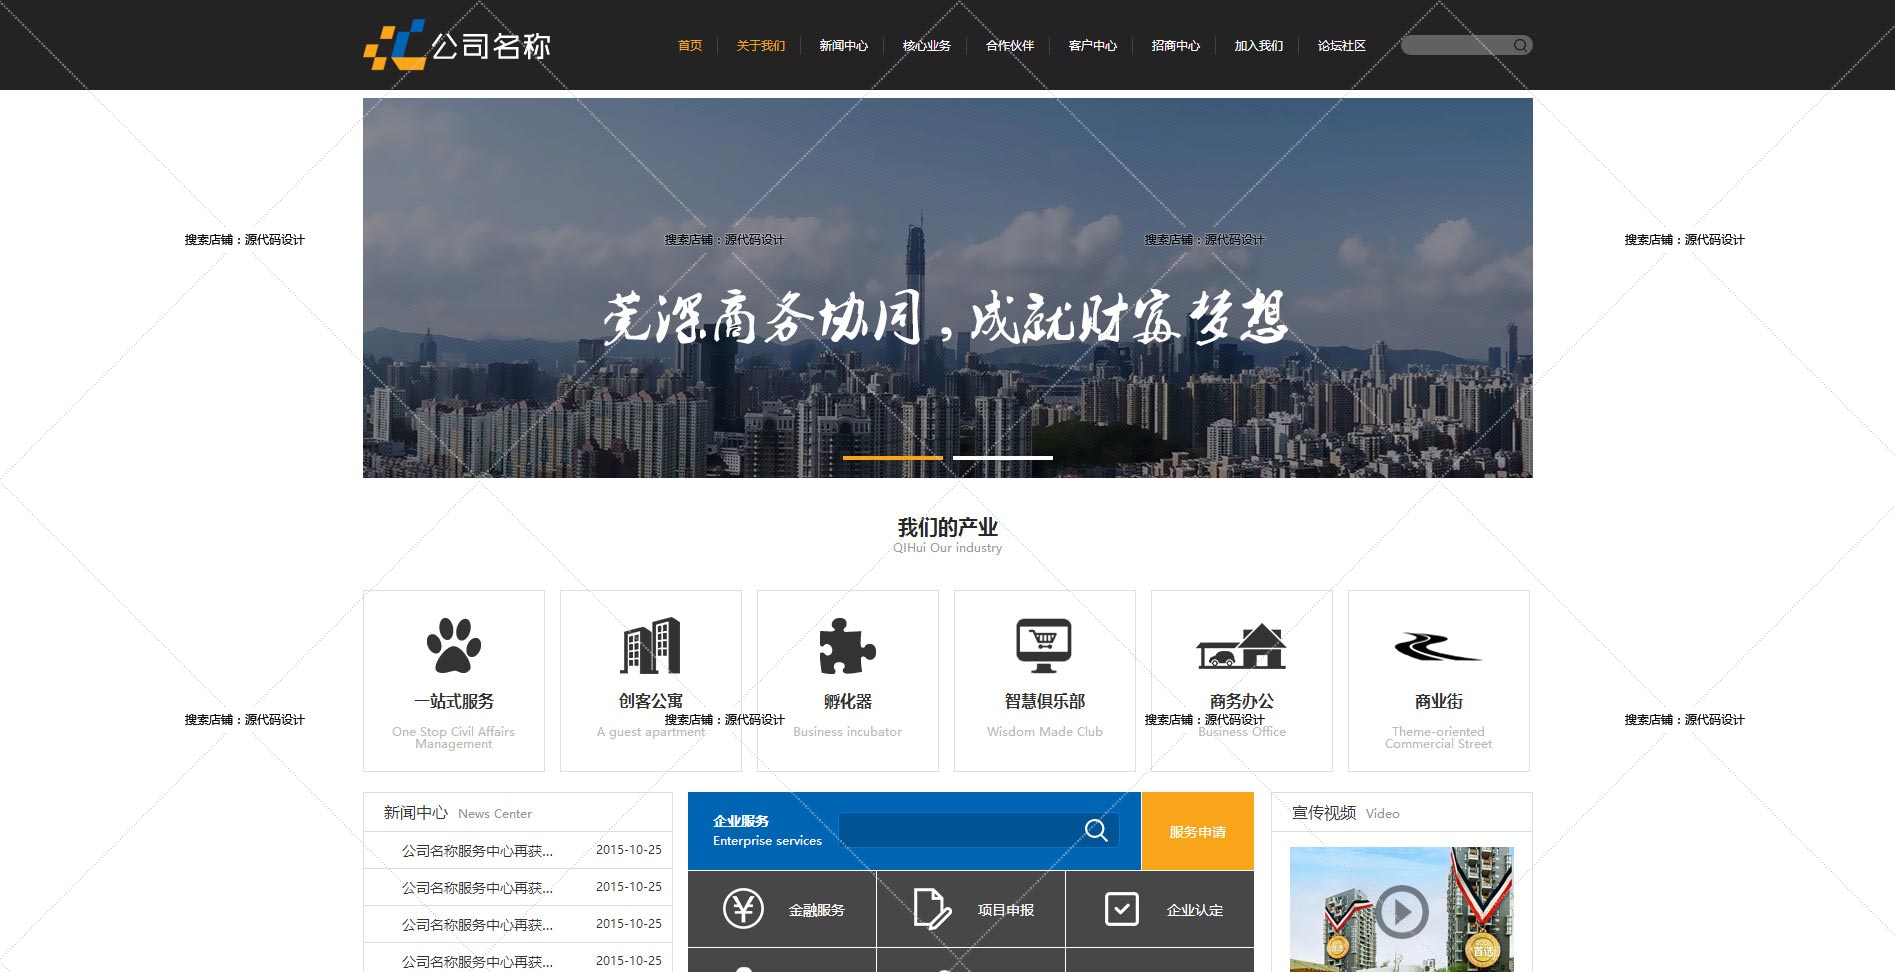 公司名称
首页
关于我们
新闻中心
核心业务
合作伙伴
客户中心
招商中心
加入我们
论坛社区
搜索店铺：源代码设计
搜索店铺：源代码设计
搜索店铺：源代码设计
搜索店铺：源代码设计
莞深商务协同，成就财富梦想
我们的产业
QIHui Our industry
一站式服务
One Stop Civil Affairs
Management
创客公寓
A guest apartment
孵化器
Business incubator
智慧俱乐部
Wisdom Made Club
商务办公
Business Office
商业街
Theme-oriented
Commercial Street
搜索店铺：源代码设计
搜索店铺：源代码设计
搜索店铺：源代码设计
搜索店铺：源代码设计
新闻中心 News Center
公司名称服务中心再获... 2015-10-25
公司名称服务中心再获... 2015-10-25
公司名称服务中心再获... 2015-10-25
公司名称服务中心再获... 2015-10-25
企业服务
Enterprise services
服务申请
金融服务
项目申报
企业认定
宣传视频 Video
首选